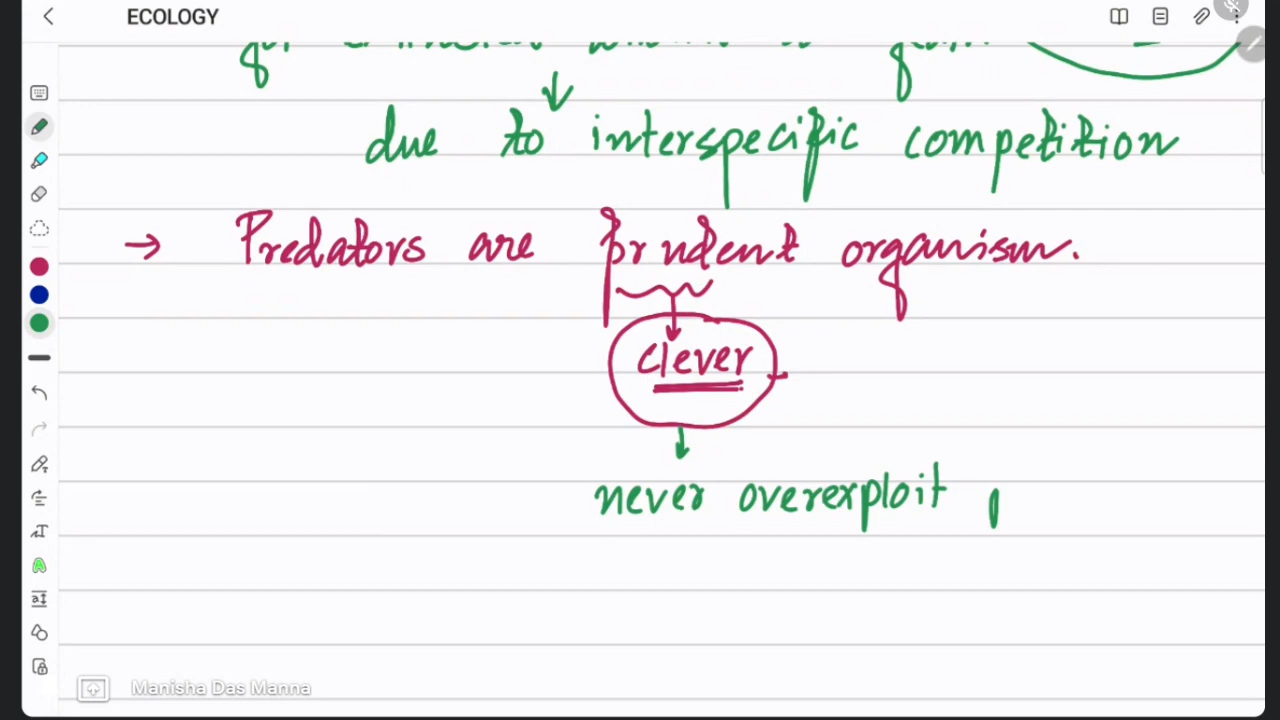 ECOLOGY
due to interspecific competition
→ Predators are prudent organism.
clever
never overexploit p
Manisha Das Manna